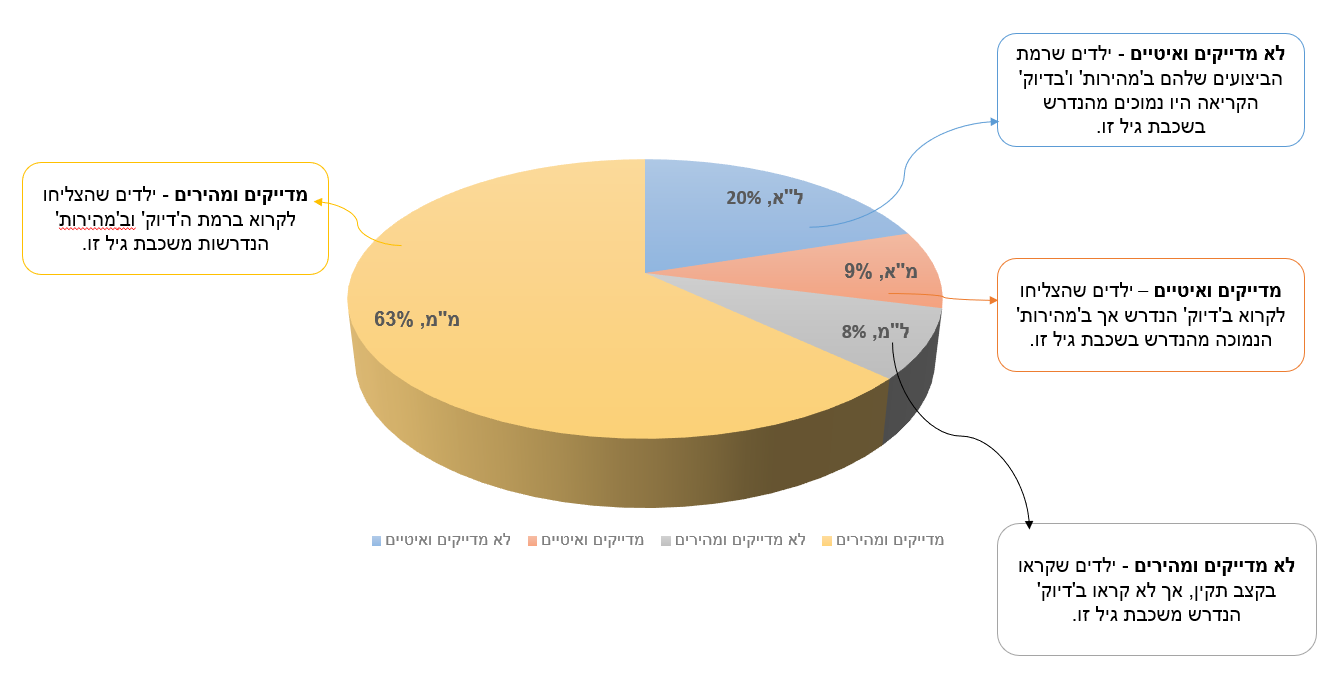 לא מדייקים ואיטיים - ילדים שרמת
הביצועים שלהם ב'מהירות' ו'בדיוק'
הקריאה היו נמוכים מהנדרש
בשכבת גיל זו.
מדייקים ומהירים - ילדים שהצליחו
לקרוא ברמת ה'דיוק' וב'מהירות'
הנדרשות משכבת גיל זו.
ל"א, 20%
מ"א, 9%
ל"מ, 8%
מ"מ, 63%
מדייקים ואיטיים – ילדים שהצליחו
לקרוא ב'דיוק' הנדרש אך ב'מהירות'
הנמוכה מהנדרש בשכבת גיל זו.
לא מדייקים ואיטיים
מדייקים ואיטיים
לא מדייקים ומהירים
מדייקים ומהירים
לא מדייקים ומהירים - ילדים שקראו
בקצב תקין, אך לא קראו ב'דיוק'
הנדרש משכבת גיל זו.